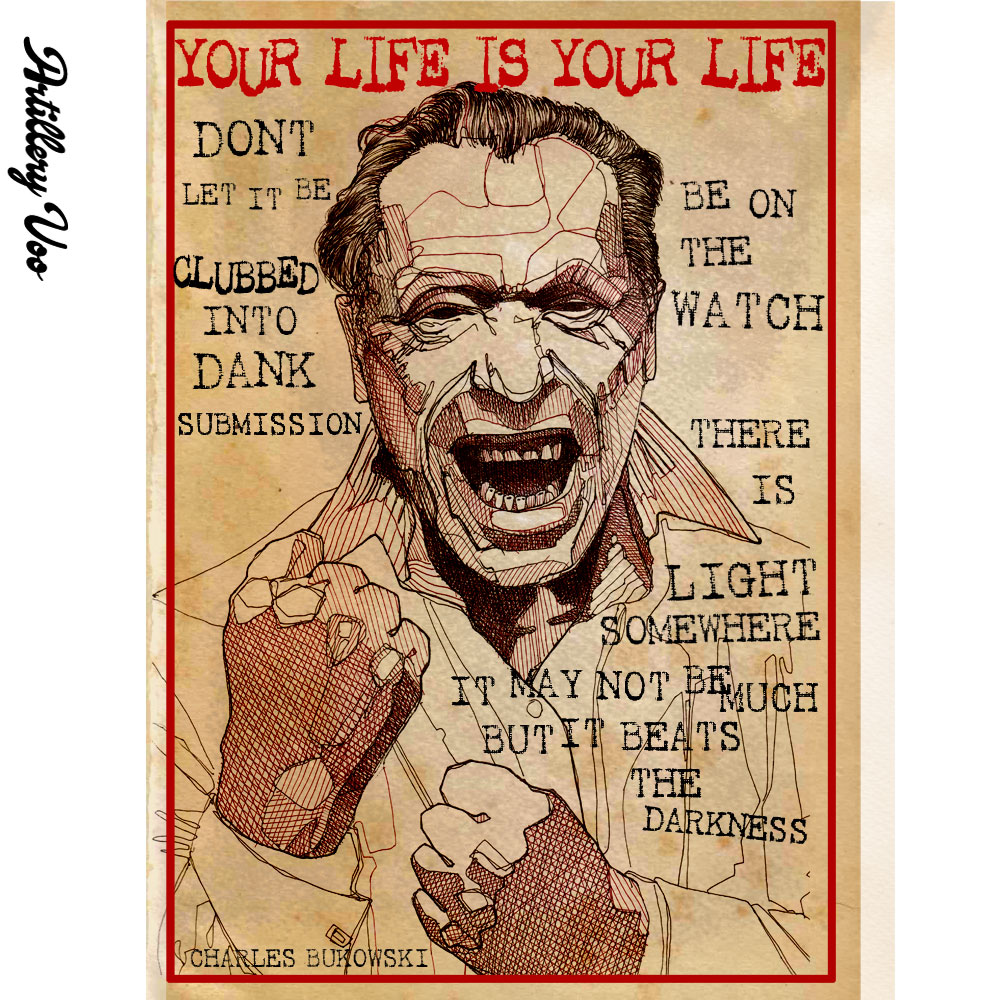 Artillery Voo
YOUR LIFE IS YOUR LIFE
DONT
LET IT BE
CLUBBED
INTO
DANK
SUBMISSION
BE ON
THE
WATCH
THERE
IS
LIGHT
SOMEWHERE
IT MAY NOT BE MUCH
BUT IT BEATS
THE
DARKNESS
CHARLES BUKOWSKI